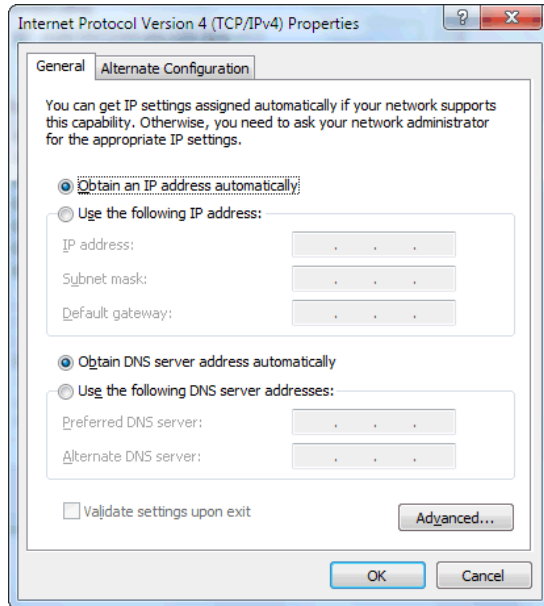 Internet Protocol Version 4 (TCP/IPv4) Properties
General
Alternate Configuration
You can get IP settings assigned automatically if your network supports
this capability. Otherwise, you need to ask your network administrator
for the appropriate IP settings.
Obtain an IP address automatically
Use the following IP address:
IP address:
Subnet mask:
Default gateway:
Obtain DNS server address automatically
Use the following DNS server addresses:
Preferred DNS server:
Alternate DNS server:
Validate settings upon exit
Advanced...
OK
Cancel